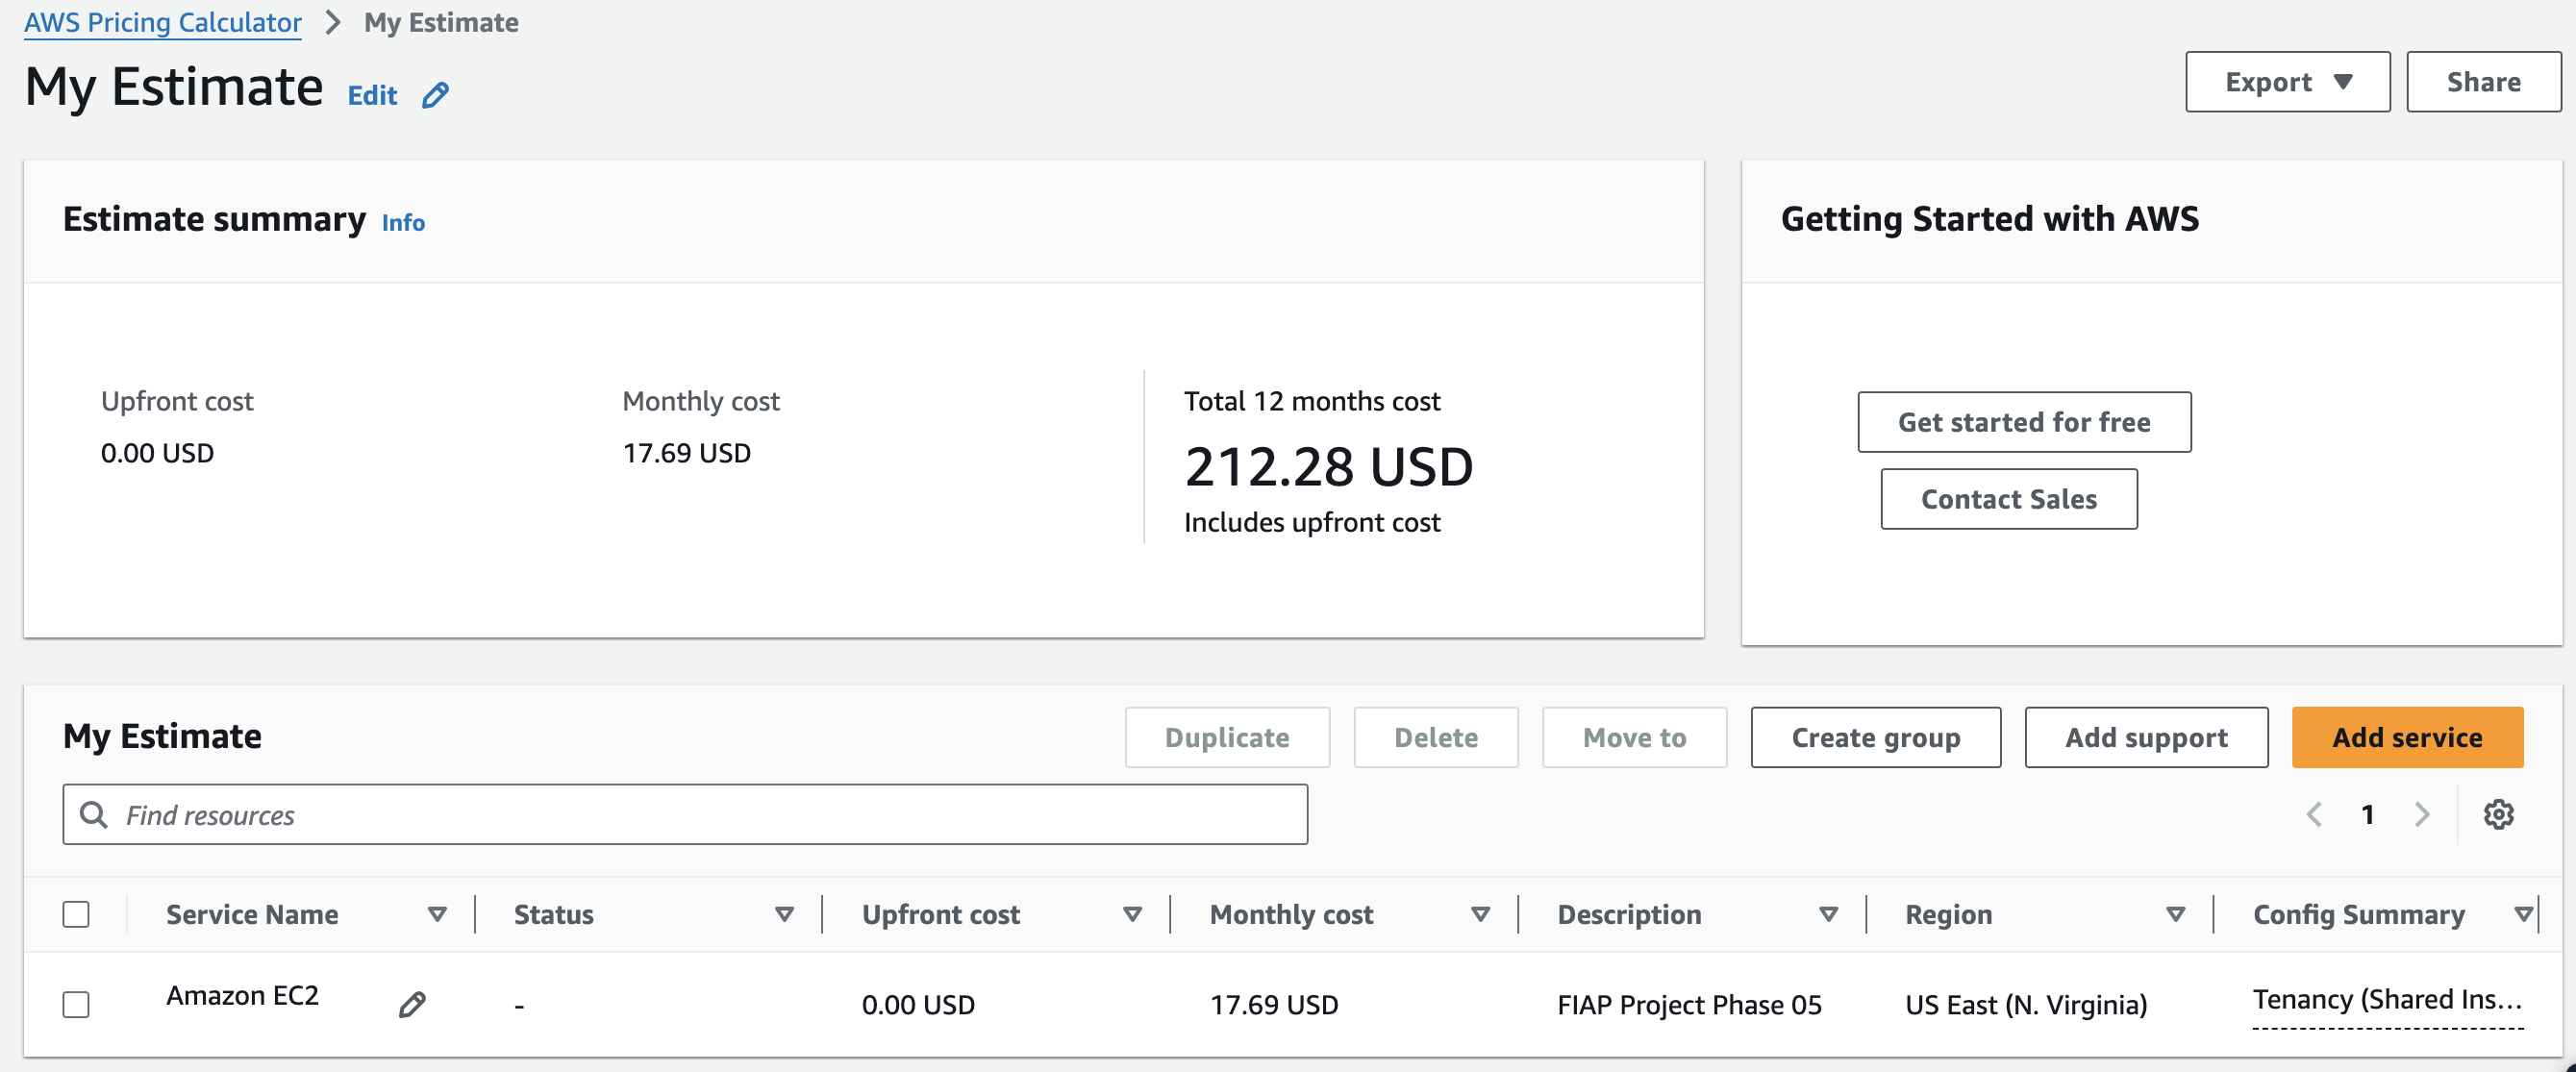 AWS Pricing Calculator > My Estimate
My Estimate Edit
Export Share
Estimate summary Info
Upfront cost
0.00 USD
Monthly cost
17.69 USD
Total 12 months cost
212.28 USD
Includes upfront cost
Getting Started with AWS
Get started for free
Contact Sales
My Estimate
Duplicate Delete Move to Create group Add support Add service
Find resources
1
Service Name Status Upfront cost Monthly cost Description Region Config Summary
Amazon EC2 - 0.00 USD 17.69 USD FIAP Project Phase 05 US East (N. Virginia) Tenancy (Shared Ins...